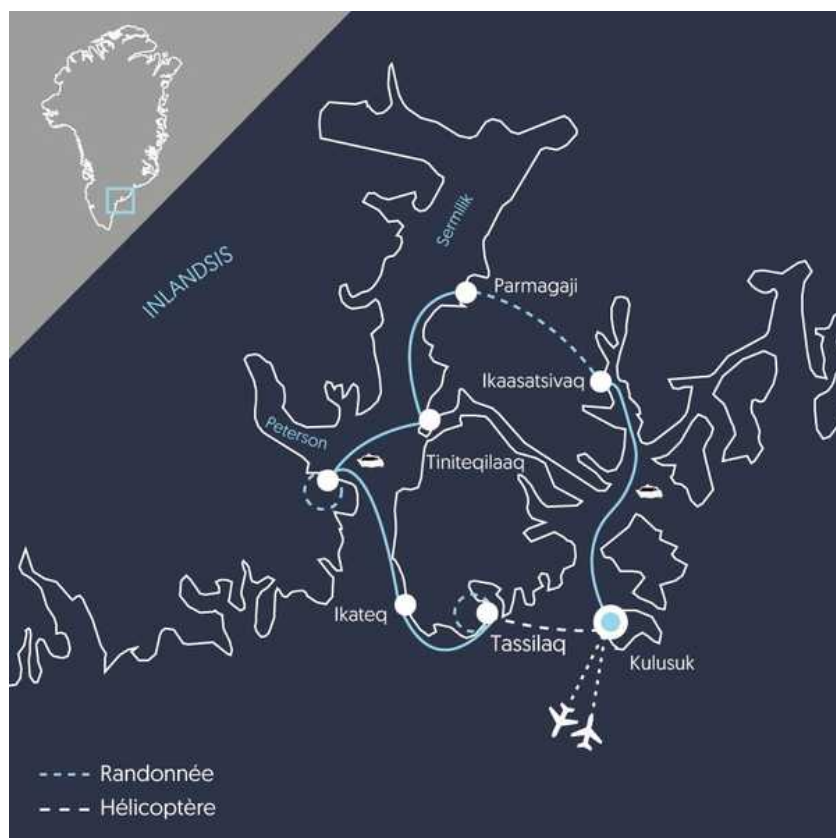 Sermilik
INLANDSIS
Parmagaji
Ikaasatsivaq
Peterson
Tiniteqilaaq
Ikateq
Tassilaq
Kulusuk
Randonnée
Hélicoptère